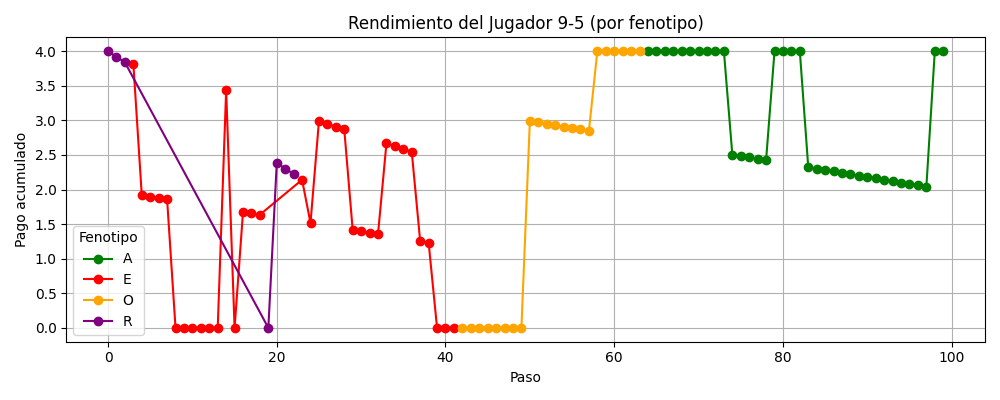 Rendimiento del Jugador 9-5 (por fenotipo)
Pago acumulado
4.0
3.5
3.0
2.5
2.0
1.5
1.0
0.5
0.0
Fenotipo
A
E
O
R
0 20 40 60 80 100
Paso